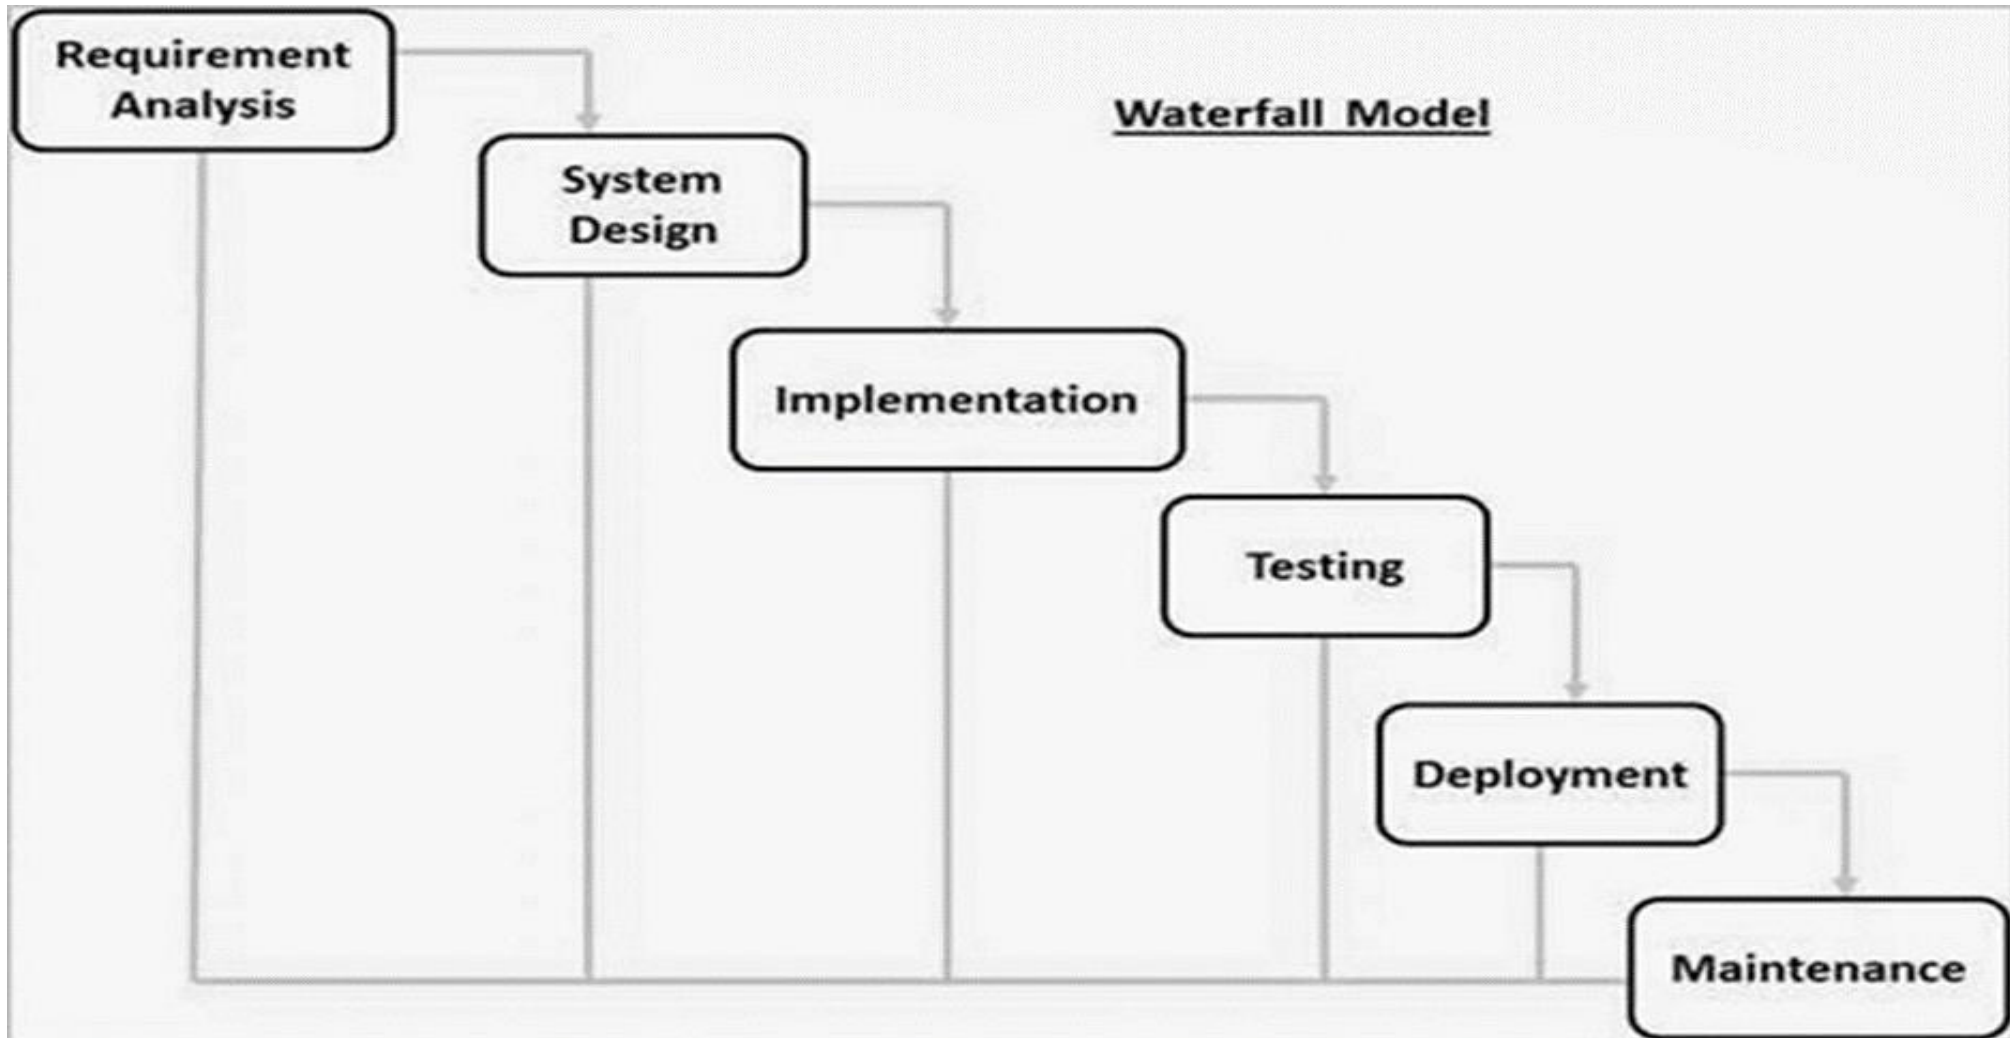 Requirement
Analysis
Waterfall Model
System
Design
Implementation
Testing
Deployment
Maintenance